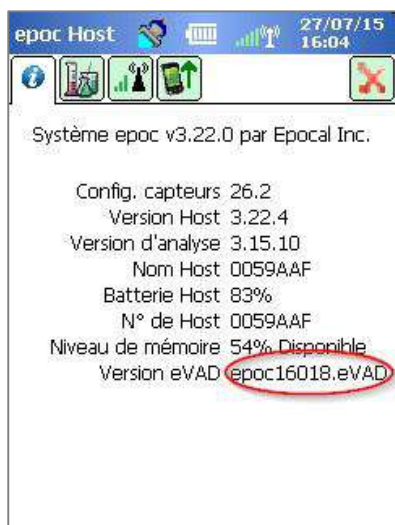 epoc Host
27/07/15
16:04
Système epoc v3.22.0 par Epocal Inc.
Config. capteurs 26.2
Version Host 3.22.4
Version d'analyse 3.15.10
Nom Host 0059AAF
Batterie Host 83%
N° de Host 0059AAF
Niveau de mémoire 54% Disponible
Version eVAD epoc16018.eVAD